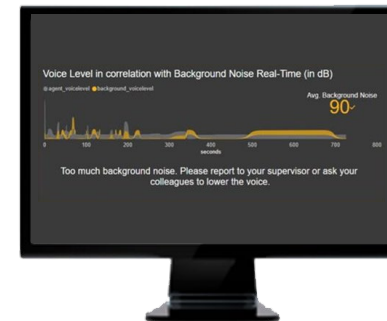 Voice Level in correlation with Background Noise Real-Time (in dB)
agent_voicelevel background_voicelevel
Avg. Background Noise
90
0 100 200 300 400 500 600 700 800
seconds
Too much background noise. Please report to your supervisor or ask your
colleagues to lower the voice.